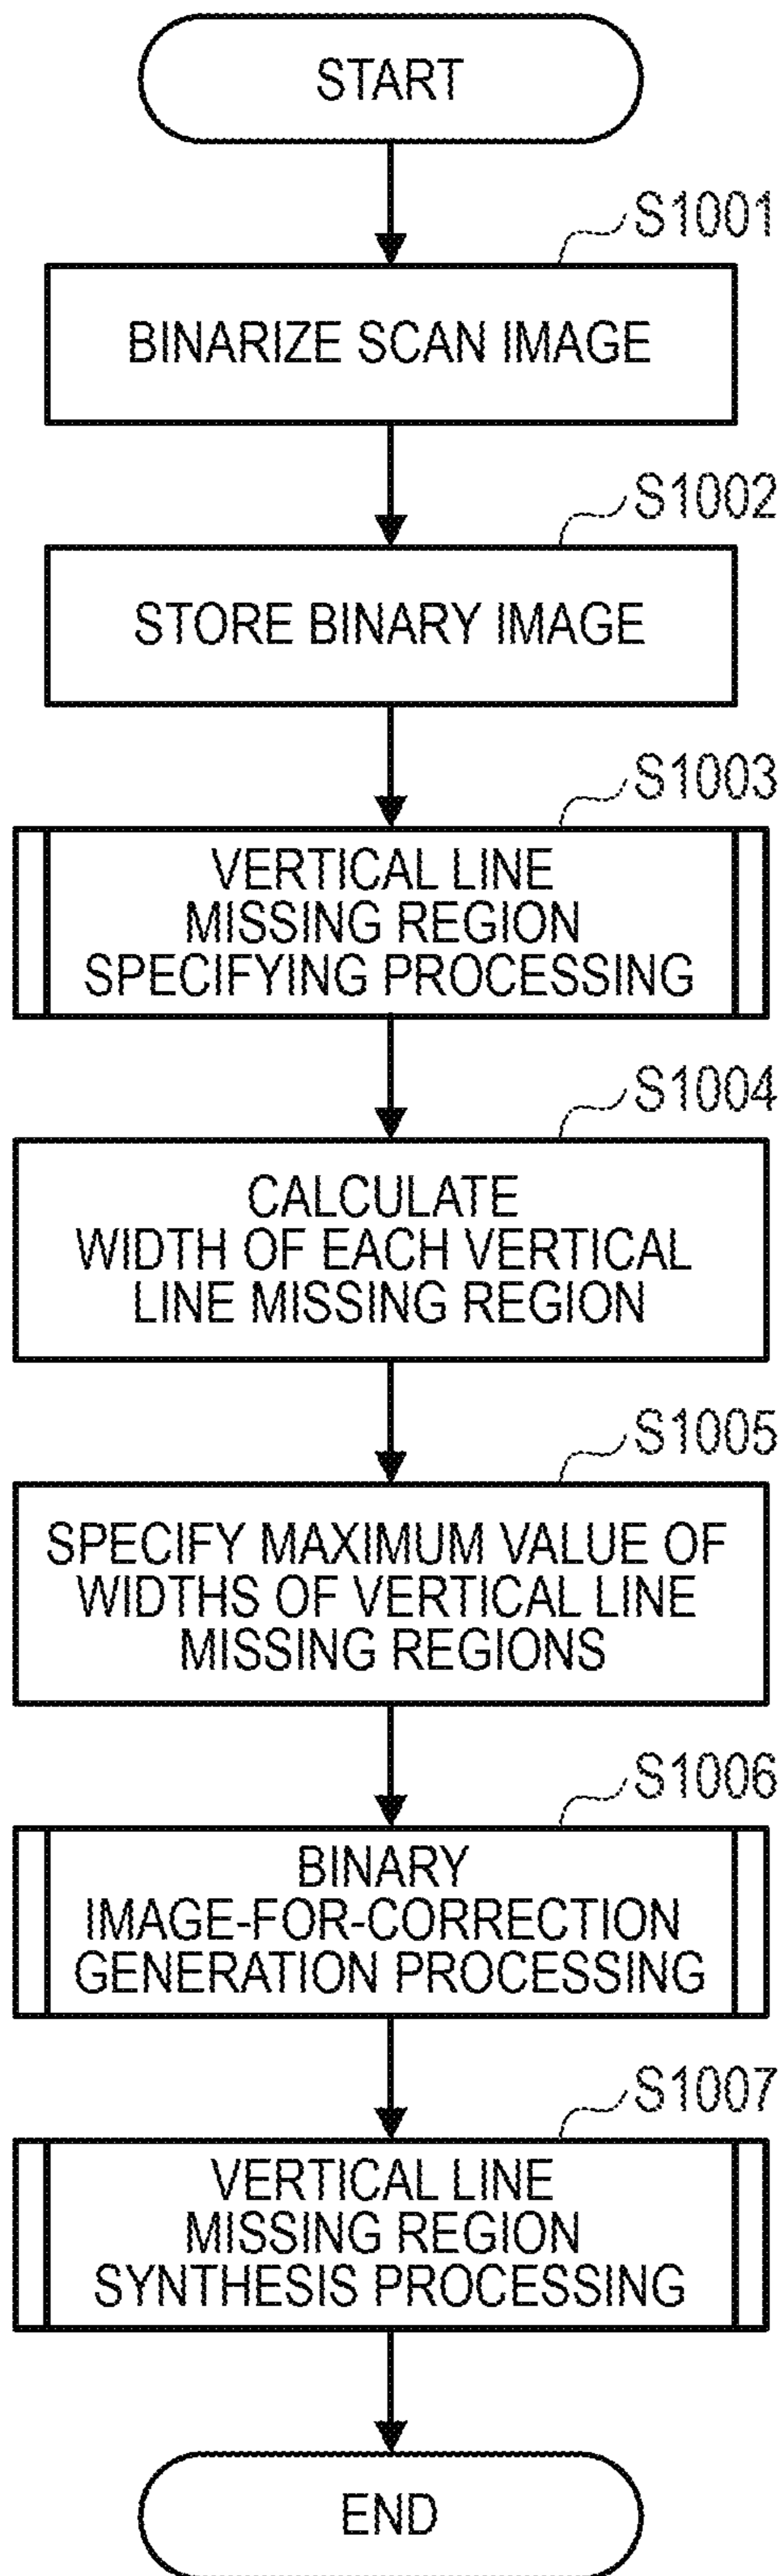 START
S1001
BINARIZE SCAN IMAGE
S1002
STORE BINARY IMAGE
S1003
VERTICAL LINE
MISSING REGION
SPECIFYING PROCESSING
S1004
CALCULATE
WIDTH OF EACH VERTICAL
LINE MISSING REGION
S1005
SPECIFY MAXIMUM VALUE OF
WIDTHS OF VERTICAL LINE
MISSING REGIONS
S1006
BINARY
IMAGE-FOR-CORRECTION
GENERATION PROCESSING
S1007
VERTICAL LINE
MISSING REGION
SYNTHESIS PROCESSING
END